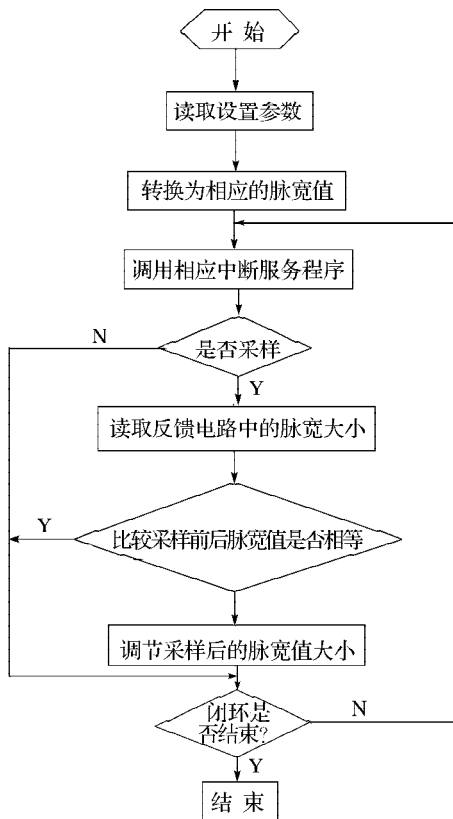 开 始
读取设置参数
转换为相应的脉宽值
调用相应中断服务程序
N
是否采样
Y
读取反馈电路中的脉宽大小
Y
比较采样前后脉宽值是否相等
调节采样后的脉宽值大小
闭环是
否结束?
N
Y
结 束